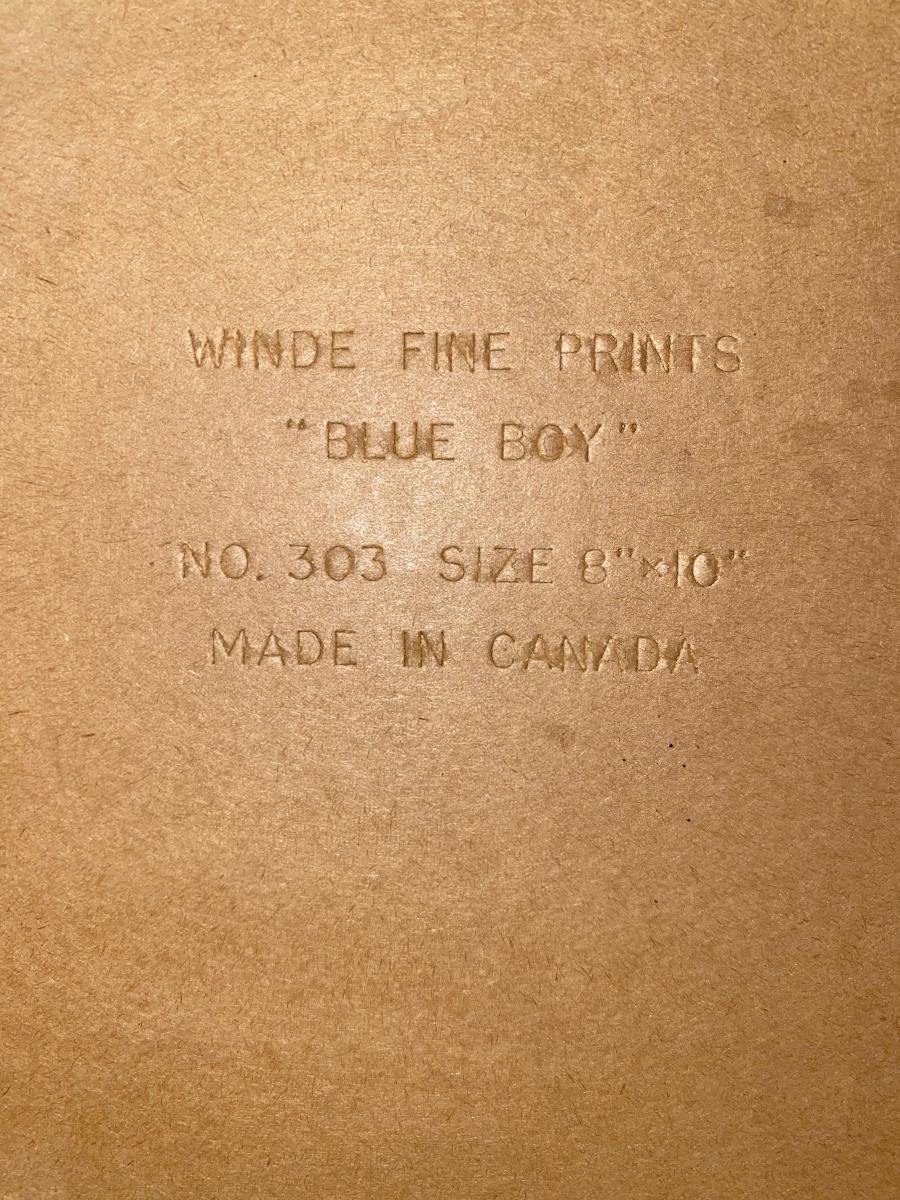 WINDE FINE PRINTS
"BLUE BOY"
NO. 303 SIZE 8"×10"
MADE IN CANADA